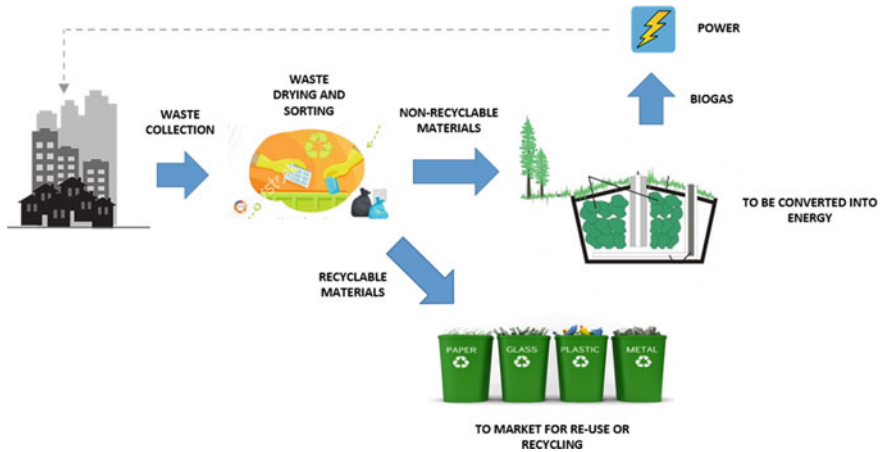 POWER
WASTE
DRYING AND
SORTING
BIOGAS
WASTE
COLLECTION
NON-RECYCLABLE
MATERIALS
TO BE CONVERTED INTO
ENERGY
RECYCLABLE
MATERIALS
PAPER
GLASS
PLASTIC
METAL
TO MARKET FOR RE-USE OR
RECYCLING